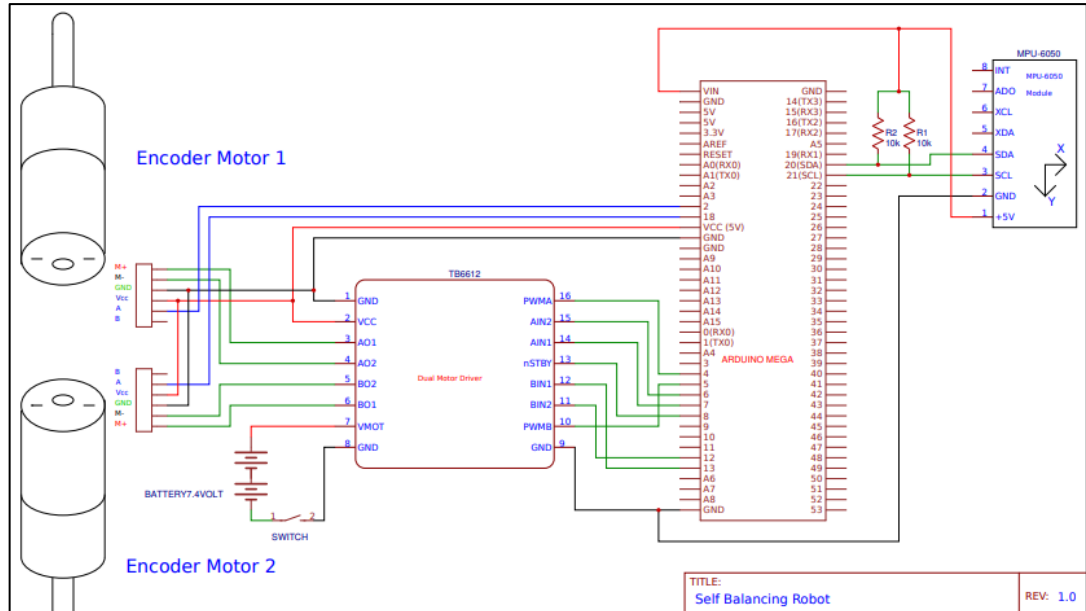 Encoder Motor 1
M+
M-
GND
Vcc
A
B
B
A
Vcc
GND
M-
M+
Encoder Motor 2
BATTERY7.4VOLT
1 2
SWITCH
TB6612
Dual Motor Driver
1 GND
2 VCC
3 AO1
4 AO2
5 BO2
6 BO1
7 VMOT
8 GND
PWMA 16
AIN2 15
AIN1 14
nSTBY 13
BIN1 12
BIN2 11
PWMB 10
GND 9
VIN
GND
5V
5V
3.3V
AREF
RESET
A0(RX0)
A1(TX0)
A2
A3
2
18
VCC (5V)
GND
GND
A9
A10
A11
A12
A13
A14
A15
0(RX0)
1(TX0)
A4
3
4
5
6
7
8
9
10
11
12
13
A6
A7
A8
GND
ARDUINO MEGA
GND
14(TX3)
15(RX3)
16(TX2)
17(RX2)
A5
19(RX1)
20(SDA)
21(SCL)
22
23
24
25
26
27
28
29
30
31
32
33
34
35
36
37
38
39
40
41
42
43
44
45
46
47
48
49
50
51
52
53
R2
10k
R1
10k
MPU-6050
MPU-6050
Module
8 INT
7 ADO
6 XCL
5 XDA
4 SDA
3 SCL
2 GND
1 +5V
X
Y
TITLE:
Self Balancing Robot
REV: 1.0